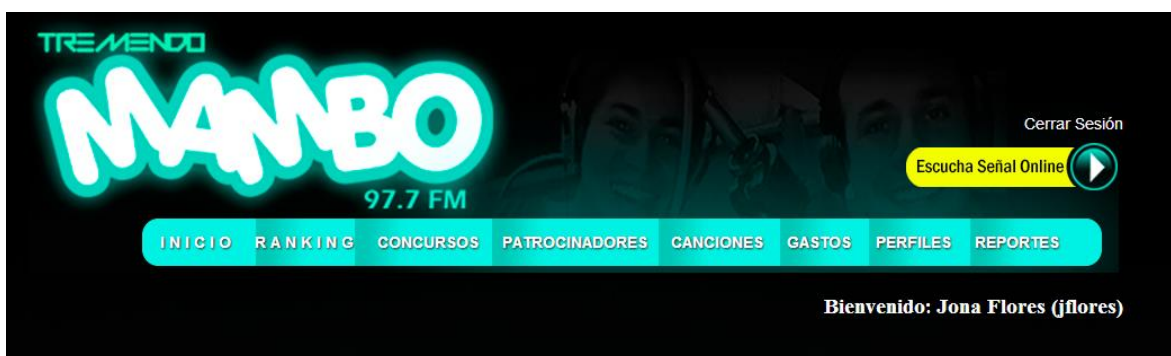 TREMENDO
MAMBO
97.7 FM
Cerrar Sesión
Escucha Señal Online
INICIO RANKING CONCURSOS PATROCINADORES CANCIONES GASTOS PERFILES REPORTES
Bienvenido: Jona Flores (jflores)